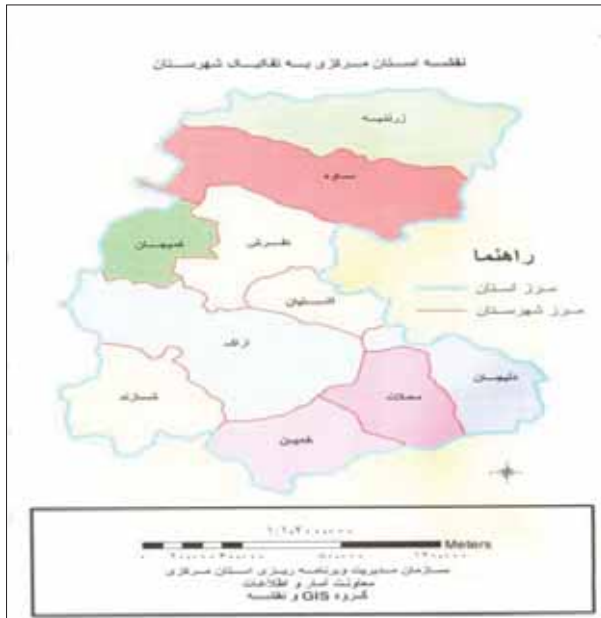 نقشه استان مرکزی به تفکیک شهرستان
زرندیه
ساوه
تفرش
کمیجان
راهنما
مرز استان
مرز شهرستان
آشتیان
اراک
دلیجان
محلات
شازند
خمین
Meters
سازمان مدیریت وبرنامه ریزی استان مرکزی
معاونت آمار و اطلاعات
گروه GIS و نقشه